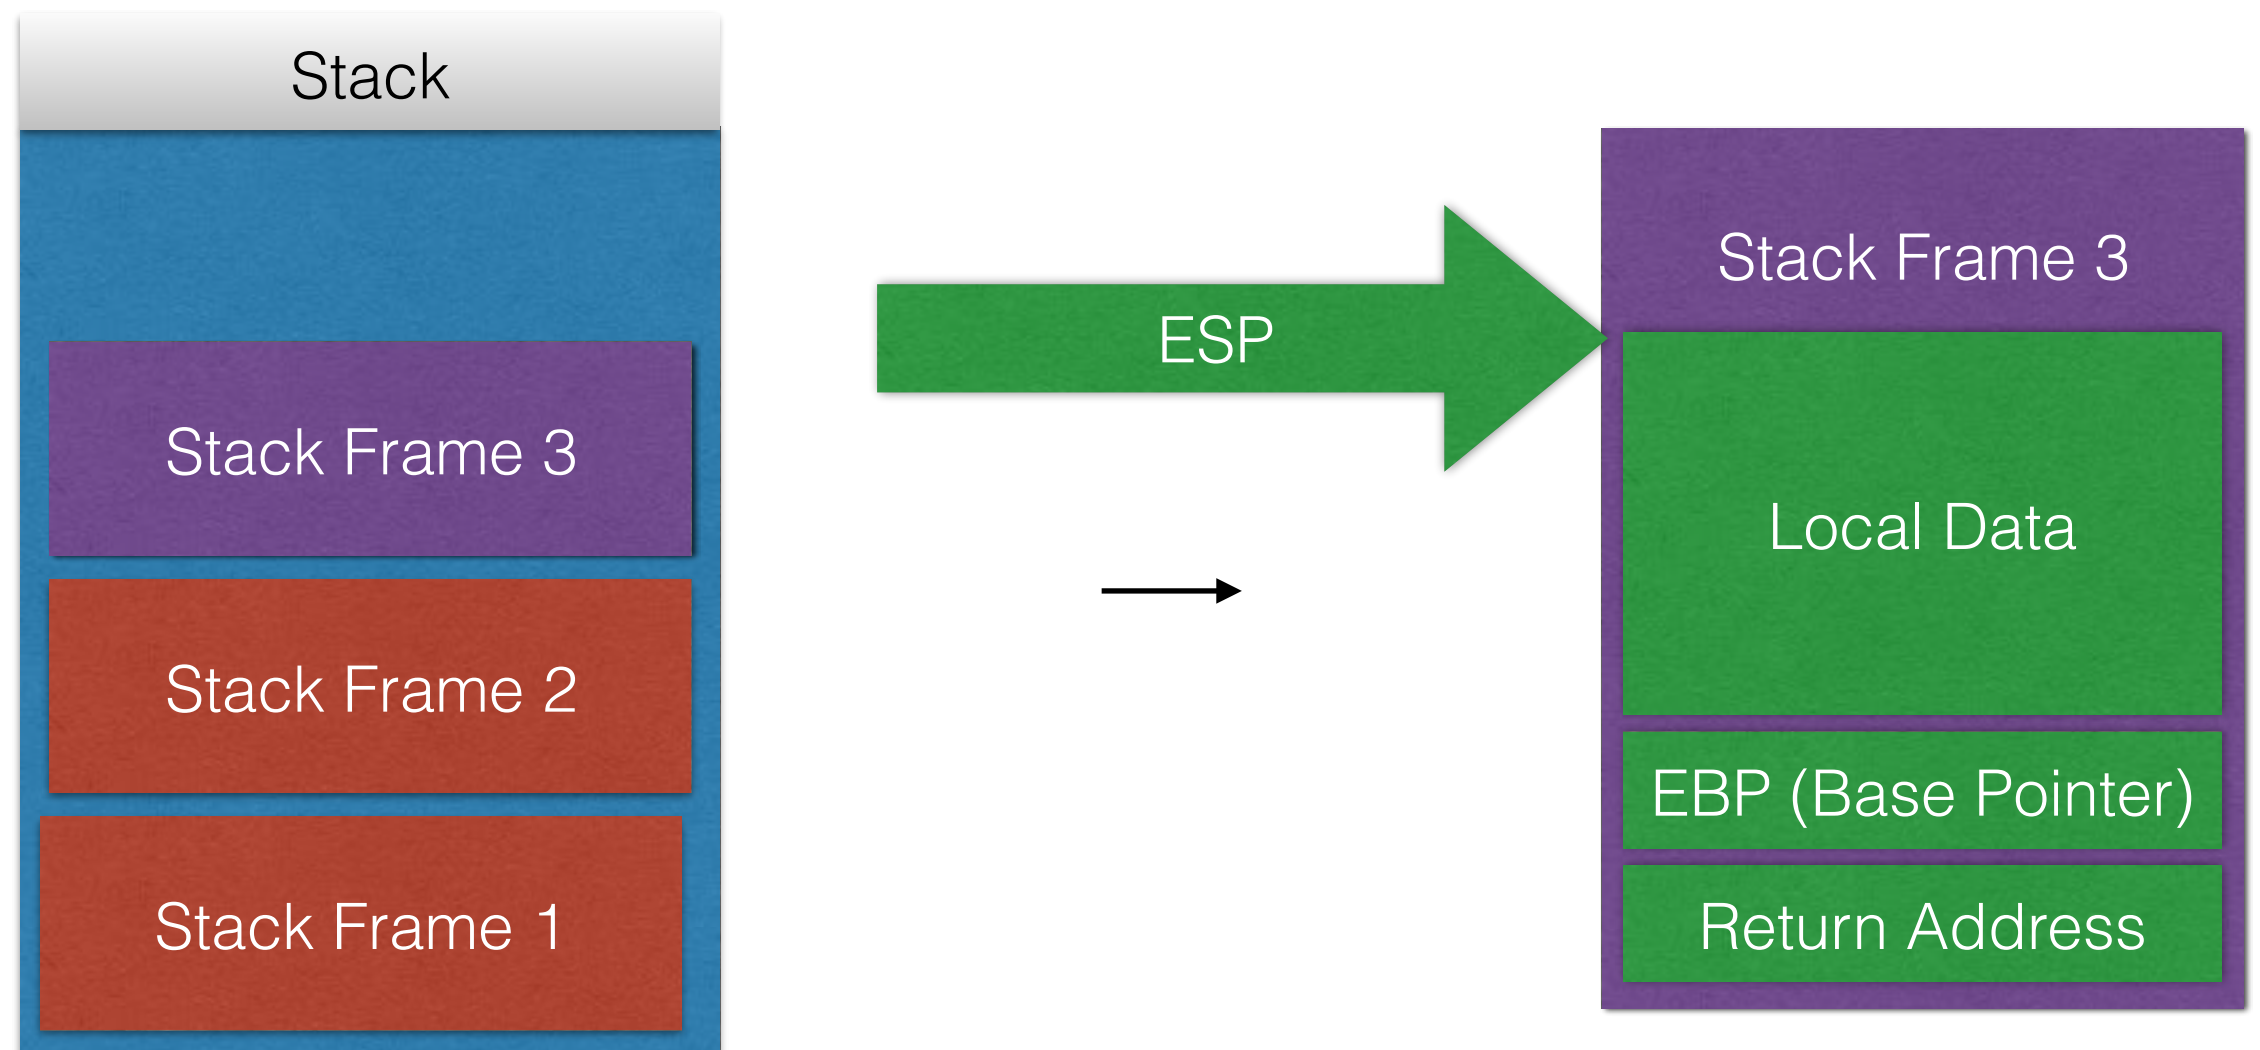 Stack
Stack Frame 3
Stack Frame 2
Stack Frame 1
ESP
Stack Frame 3
Local Data
EBP (Base Pointer)
Return Address